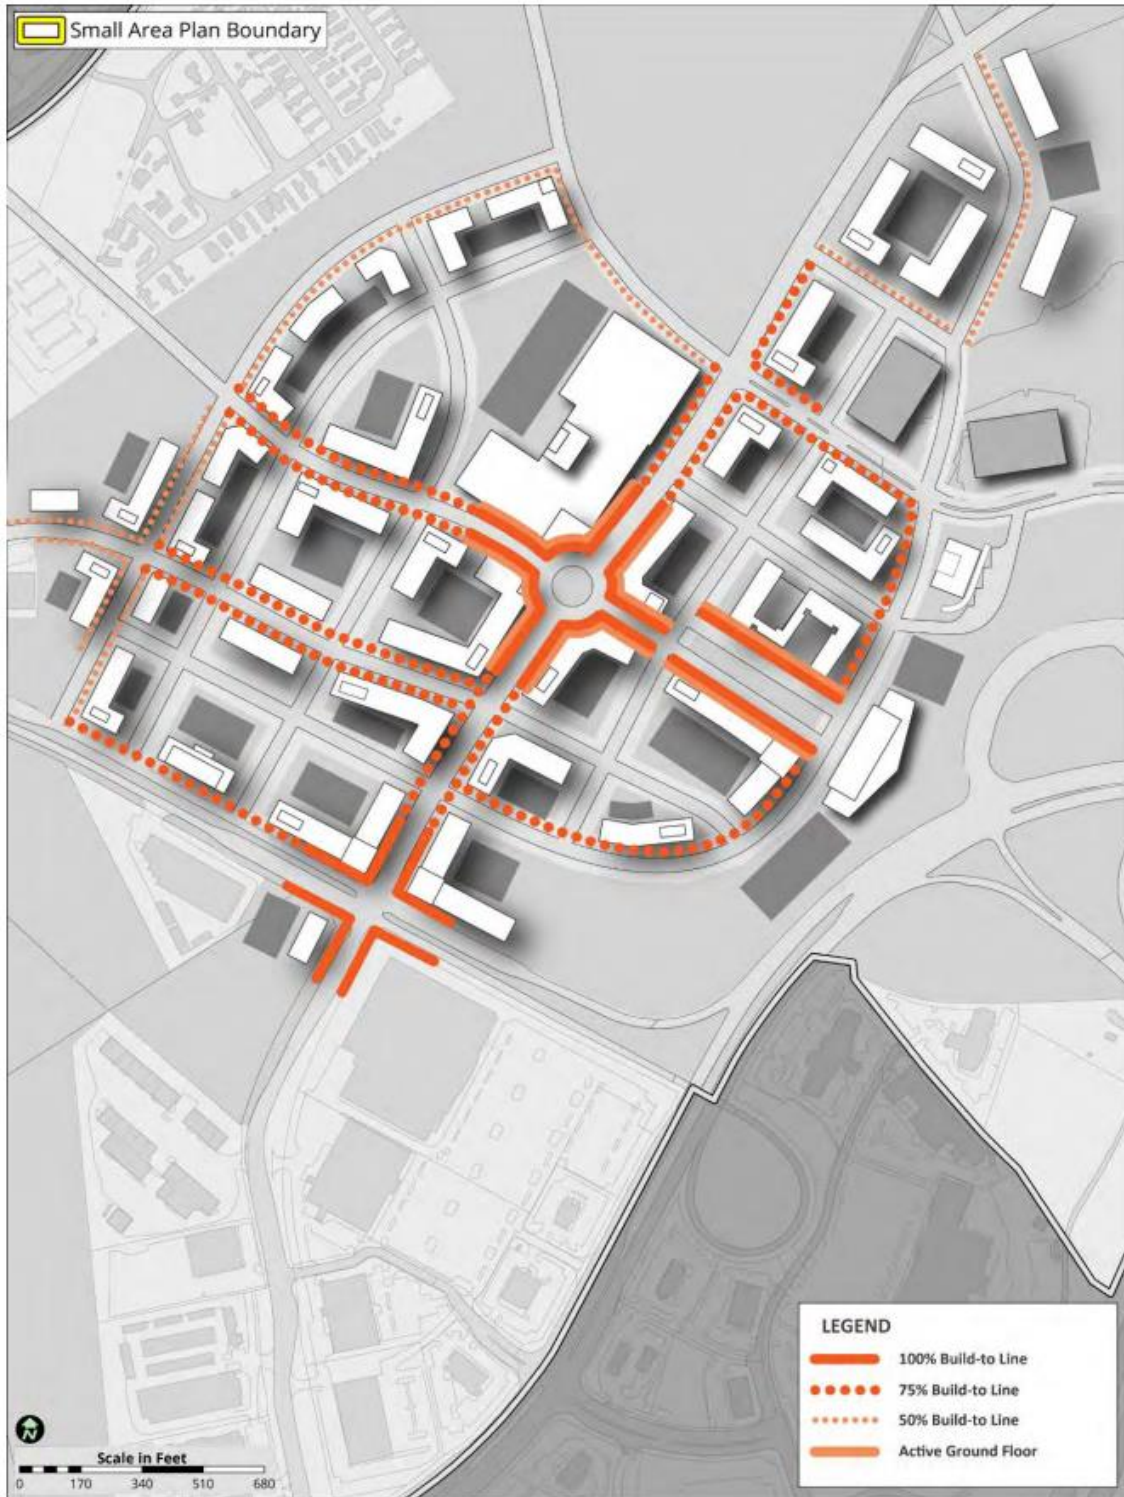 Small Area Plan Boundary
LEGEND
100% Build-to Line
75% Build-to Line
50% Build-to Line
Active Ground Floor
N
Scale in Feet
0 170 340 510 680